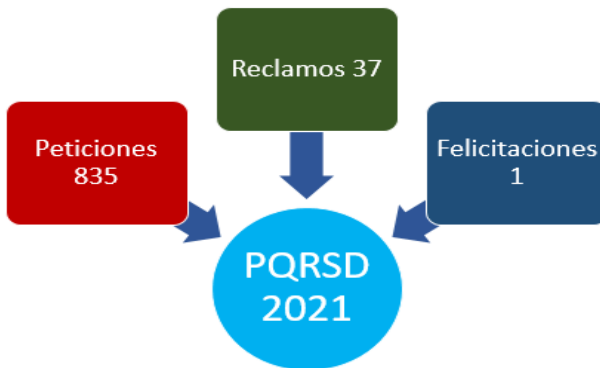 Reclamos 37
Peticiones
835
Felicitaciones
1
PQRSD
2021